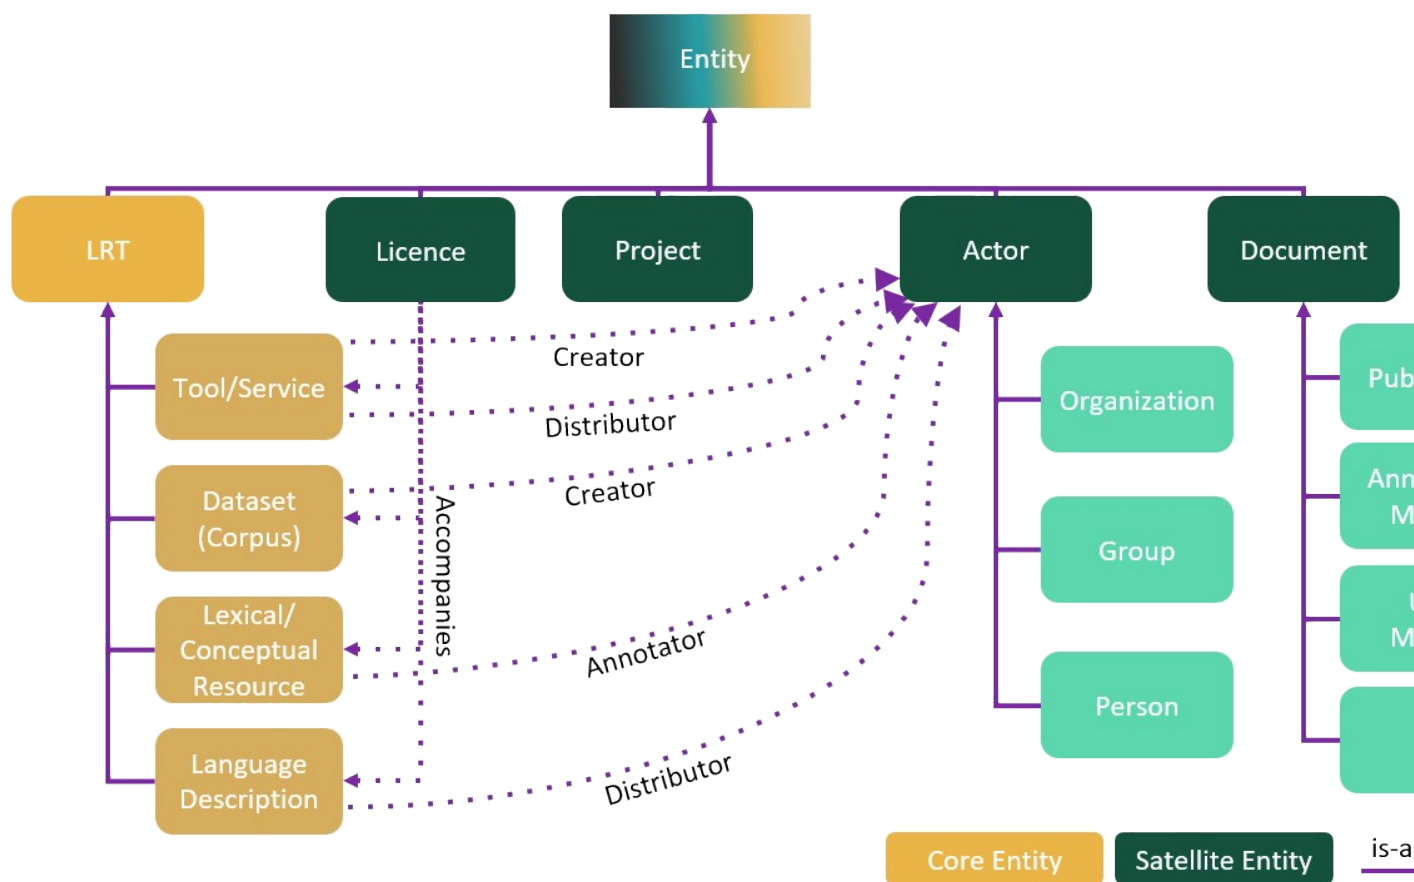 Entity
LRT
Licence
Project
Actor
Document
Tool/Service
Dataset
(Corpus)
Lexical/
Conceptual
Resource
Language
Description
Creator
Distributor
Creator
Accompanies
Annotator
Distributor
Organization
Group
Person
Core Entity
Satellite Entity
is-a